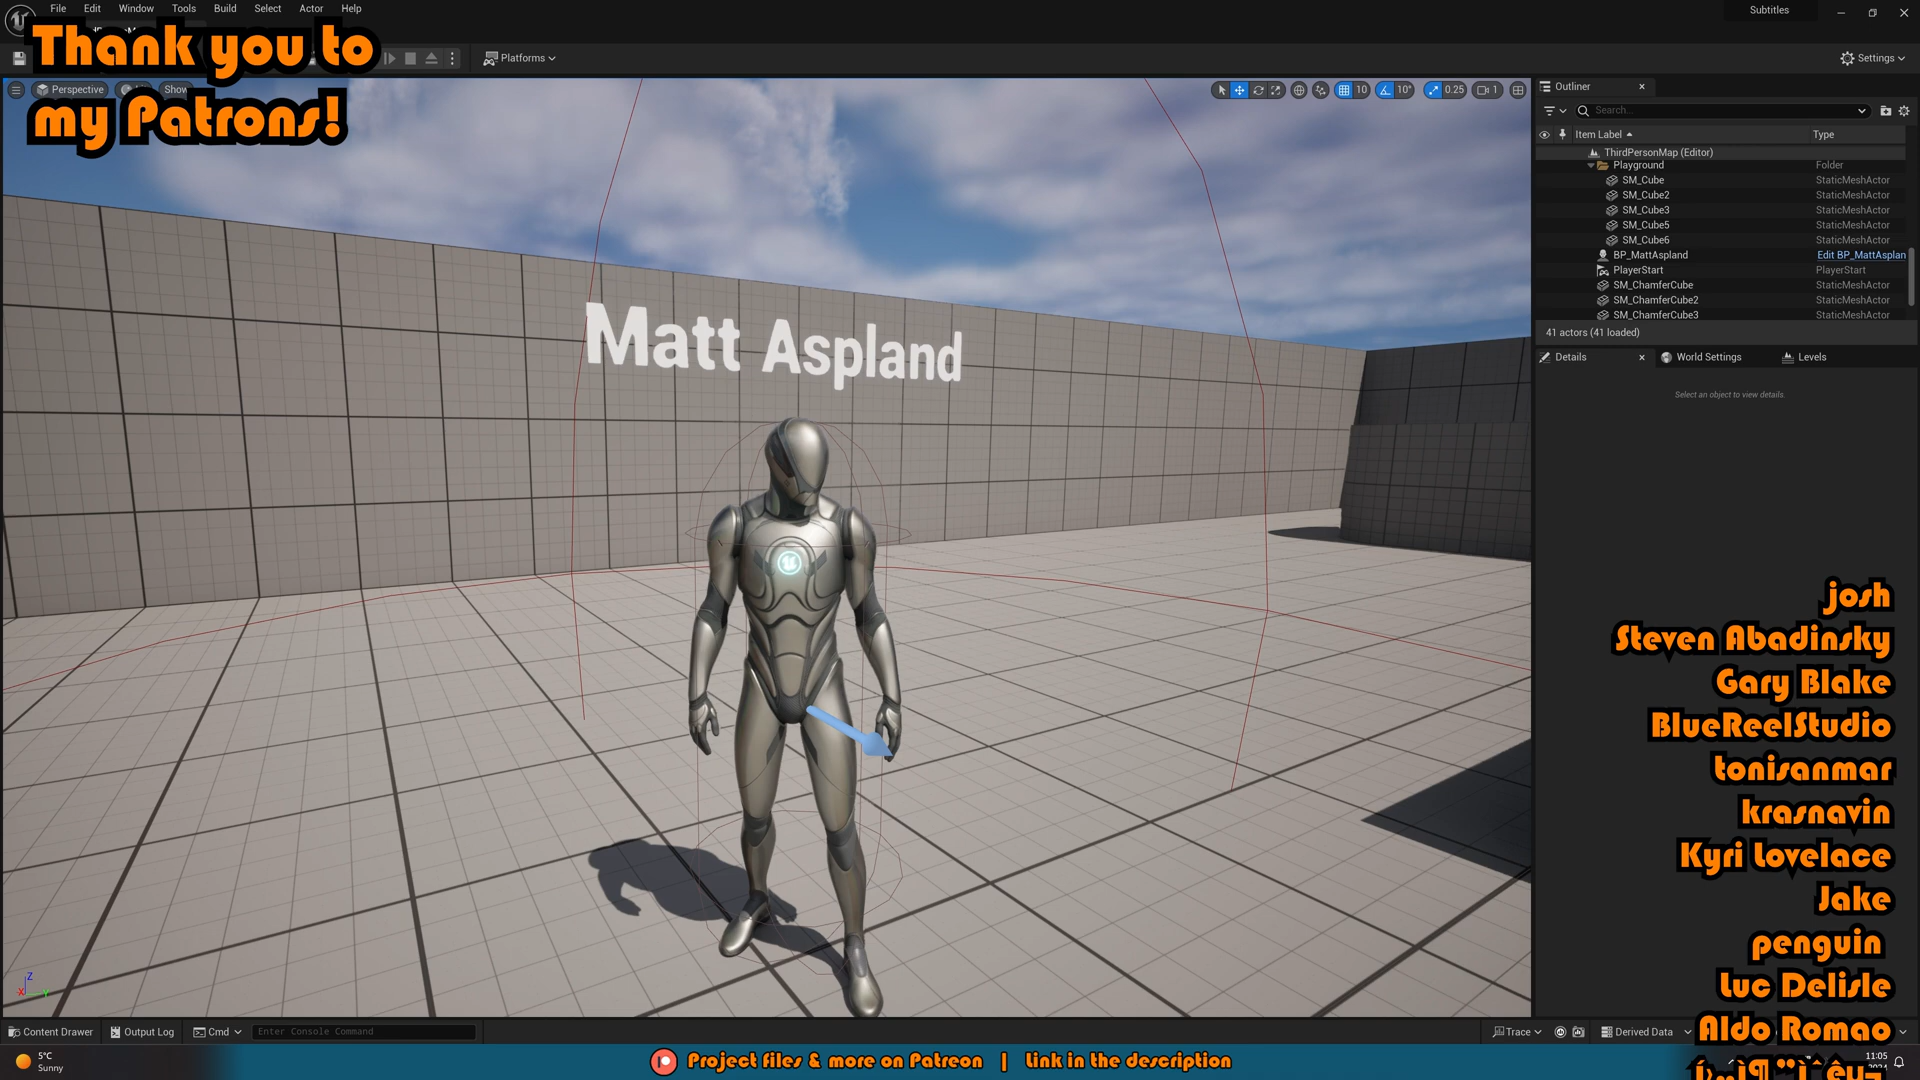 File Edit Window Tools Build Select Actor Help
Subtitles
Thank you to
my Patrons!
Platforms
Settings
Perspective
Show
10
10°
0.25
1
Outliner
Search...
Item Label
Type
ThirdPersonMap (Editor)
Playground Folder
SM_Cube StaticMeshActor
SM_Cube2 StaticMeshActor
SM_Cube3 StaticMeshActor
SM_Cube5 StaticMeshActor
SM_Cube6 StaticMeshActor
BP_MattAspland Edit BP_MattAsplan
PlayerStart PlayerStart
SM_ChamferCube StaticMeshActor
SM_ChamferCube2 StaticMeshActor
SM_ChamferCube3 StaticMeshActor
41 actors (41 loaded)
Details
World Settings
Levels
Select an object to view details.
Matt Aspland
josh
Steven Abadinsky
Gary Blake
BlueReelStudio
tonisanmar
krasnavin
Kyri Lovelace
Jake
penguin
Luc Delisle
Aldo Romao
Z
X
Y
Content Drawer
Output Log
Cmd
Enter Console Command
Trace
Derived Data
5°C
Sunny
Project files & more on Patreon | Link in the description
11:05